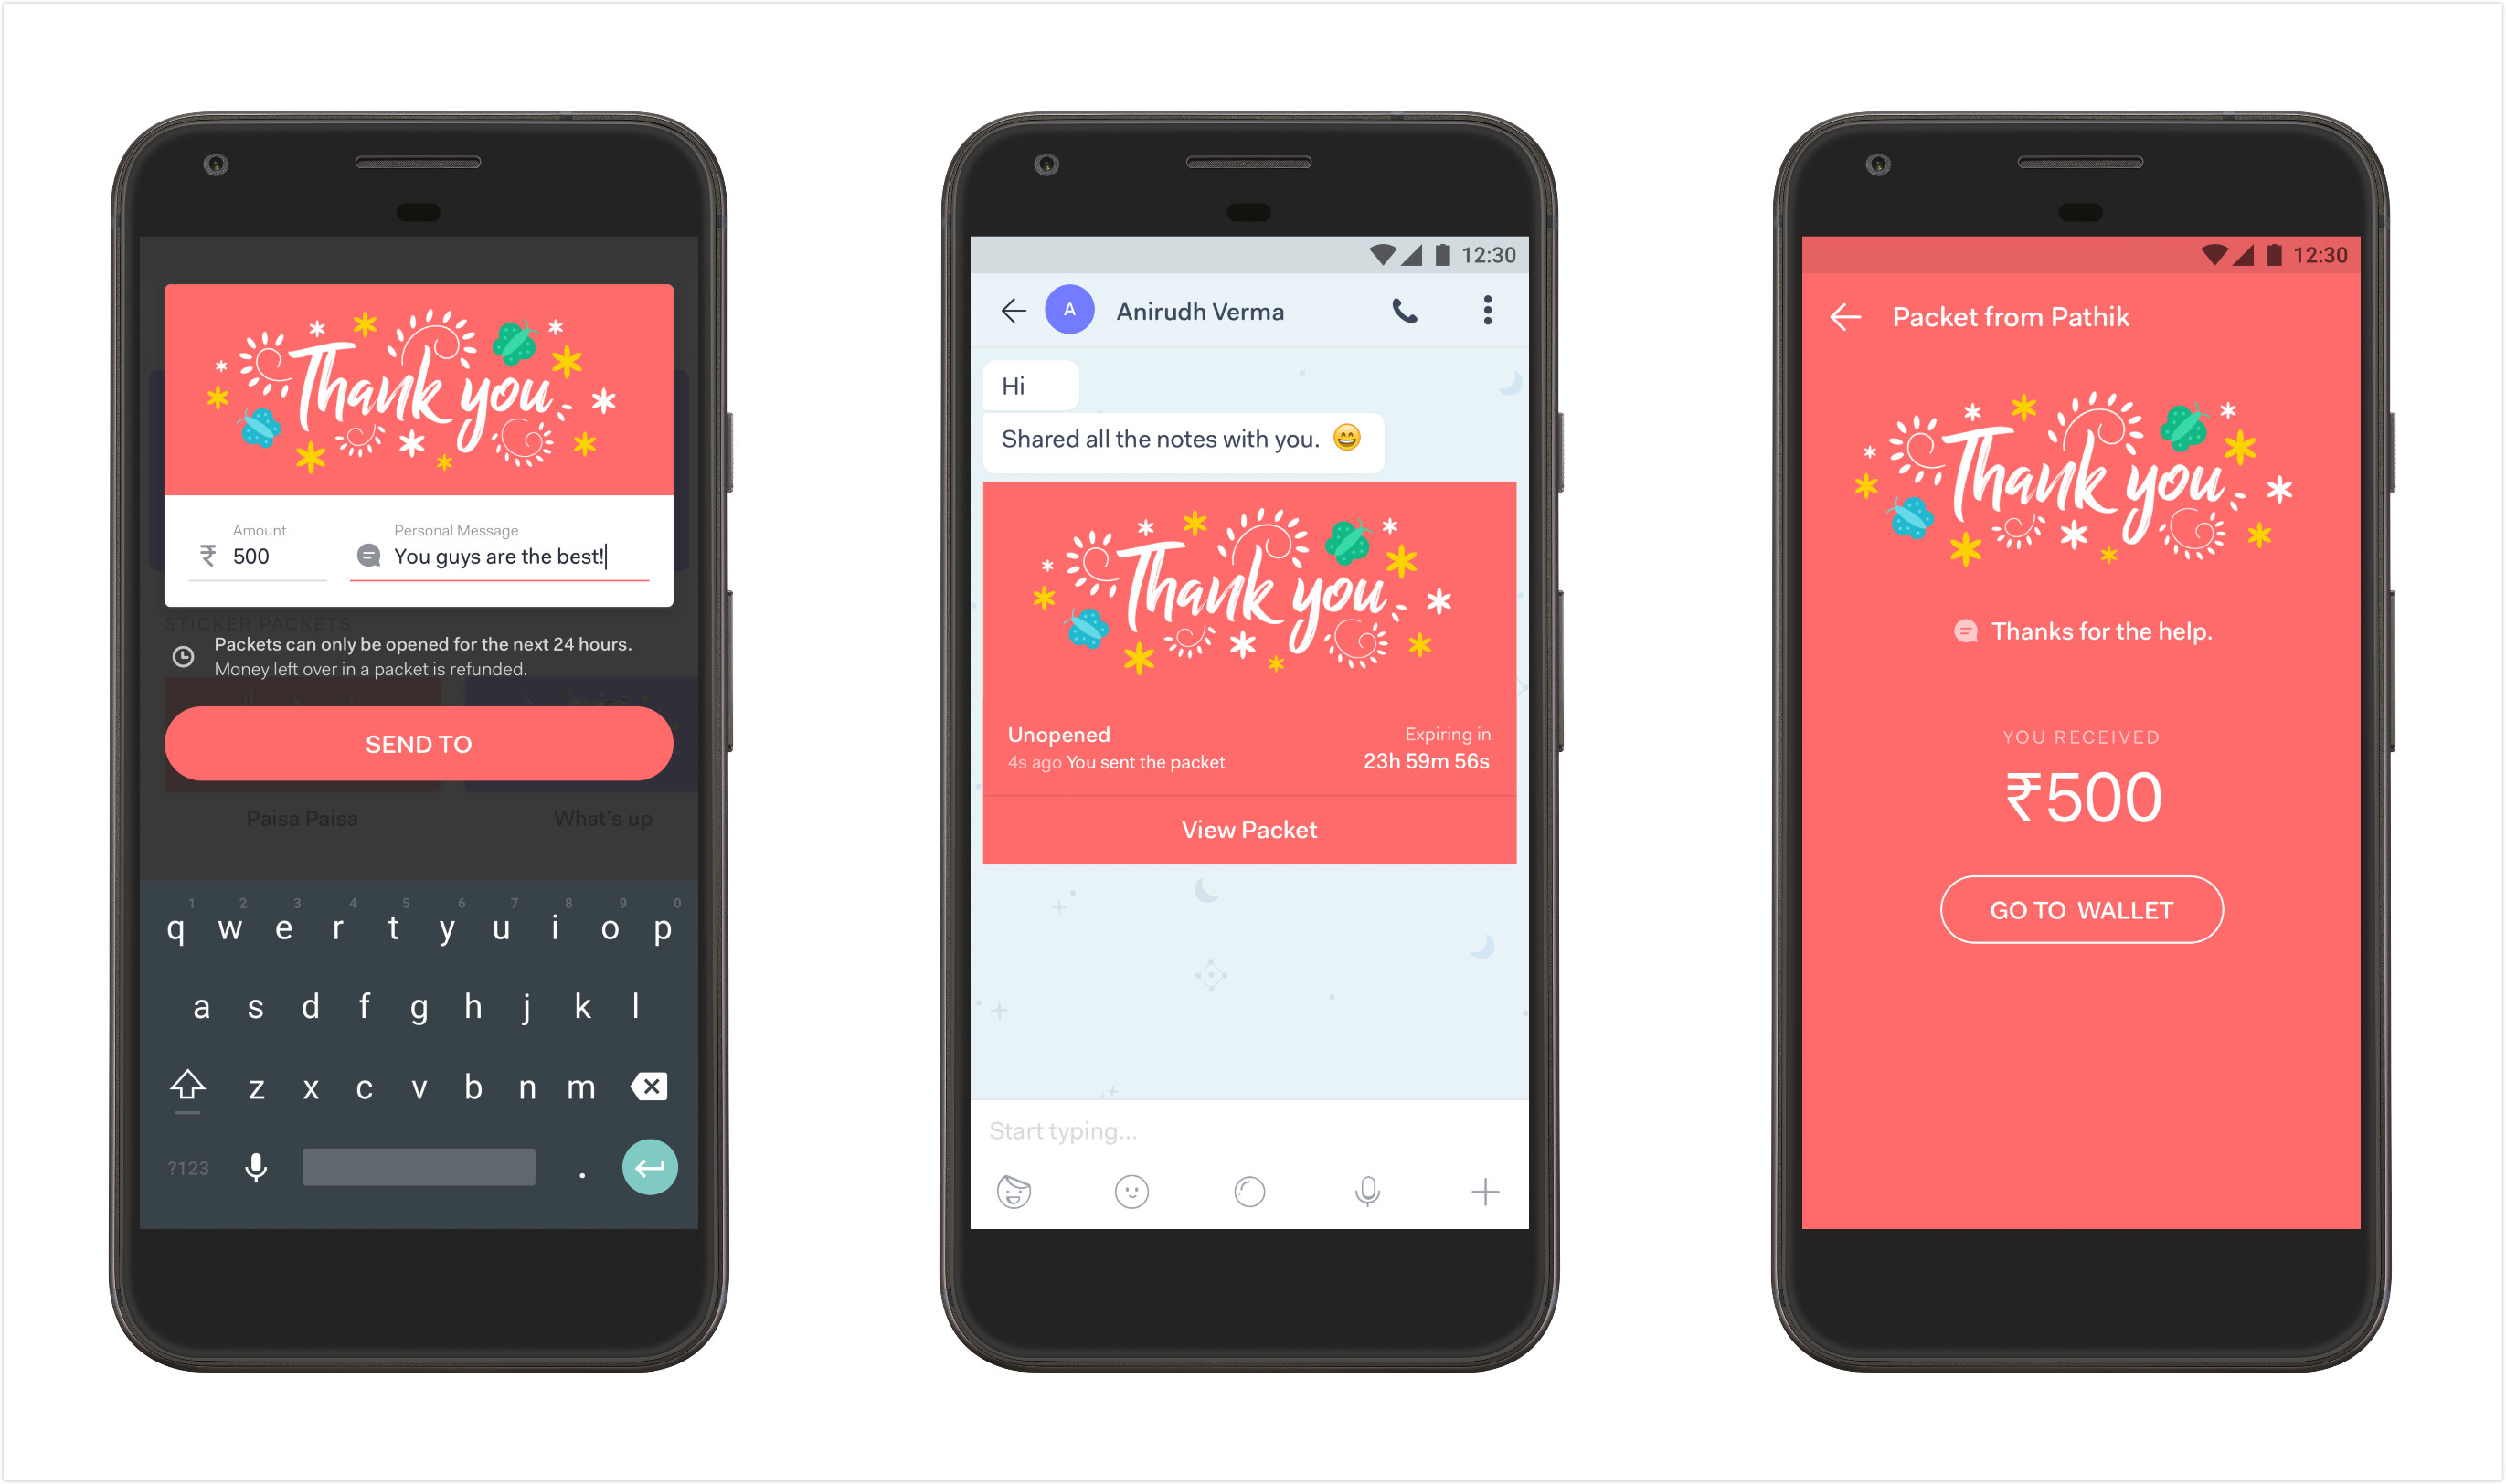 Thank you
Amount
Personal Message
₹ 500
You guys are the best!
STICKER PACKETS
Packets can only be opened for the next 24 hours.
Money left over in a packet is refunded.
SEND TO
Paisa Paisa
What's up
1 2 3 4 5 6 7 8 9 0
q w e r t y u i o p
a s d f g h j k l
z x c v b n m
?123 .
12:30
A
Anirudh Verma
Hi
Shared all the notes with you. 😄
Thank you
Unopened
Expiring in
4s ago You sent the packet
23h 59m 56s
View Packet
Start typing...
12:30
Packet from Pathik
Thank you
Thanks for the help.
YOU RECEIVED
₹500
GO TO WALLET